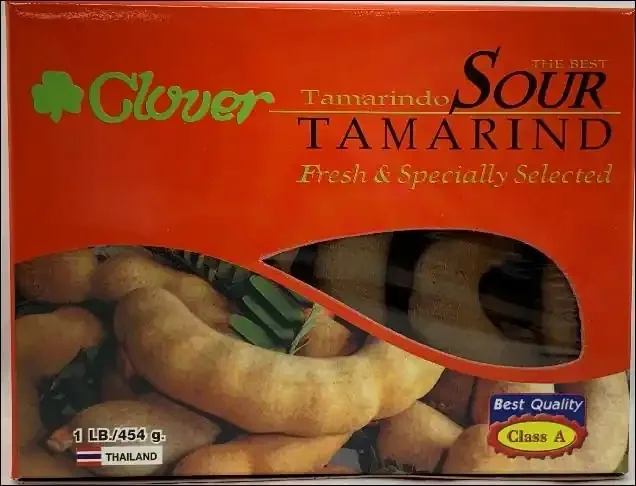 Clover
THE BEST
Tamarindo SOUR
TAMARIND
Fresh & Specially Selected
1 LB./454 g.
THAILAND
Best Quality
Class A